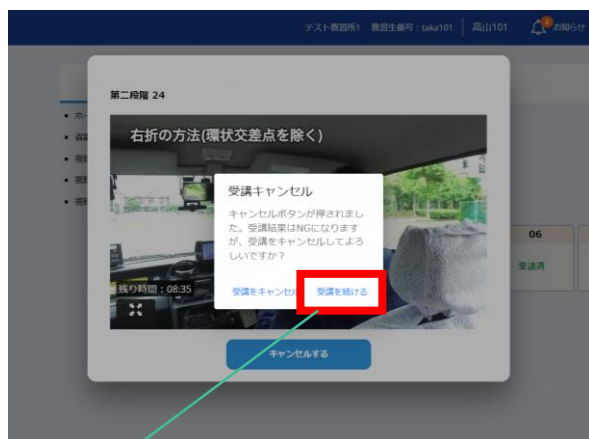 テスト教習所1 教習生番号:taka101 高山101 お知らせ
第二段階 24
右折の方法(環状交差点を除く)
受講キャンセル
キャンセルボタンが押されまし
た。受講結果はNGになります
が、受講をキャンセルしてよろ
しいですか?
受講をキャンセル 受講を続ける
残り時間:08:35
キャンセルする
06
受講済